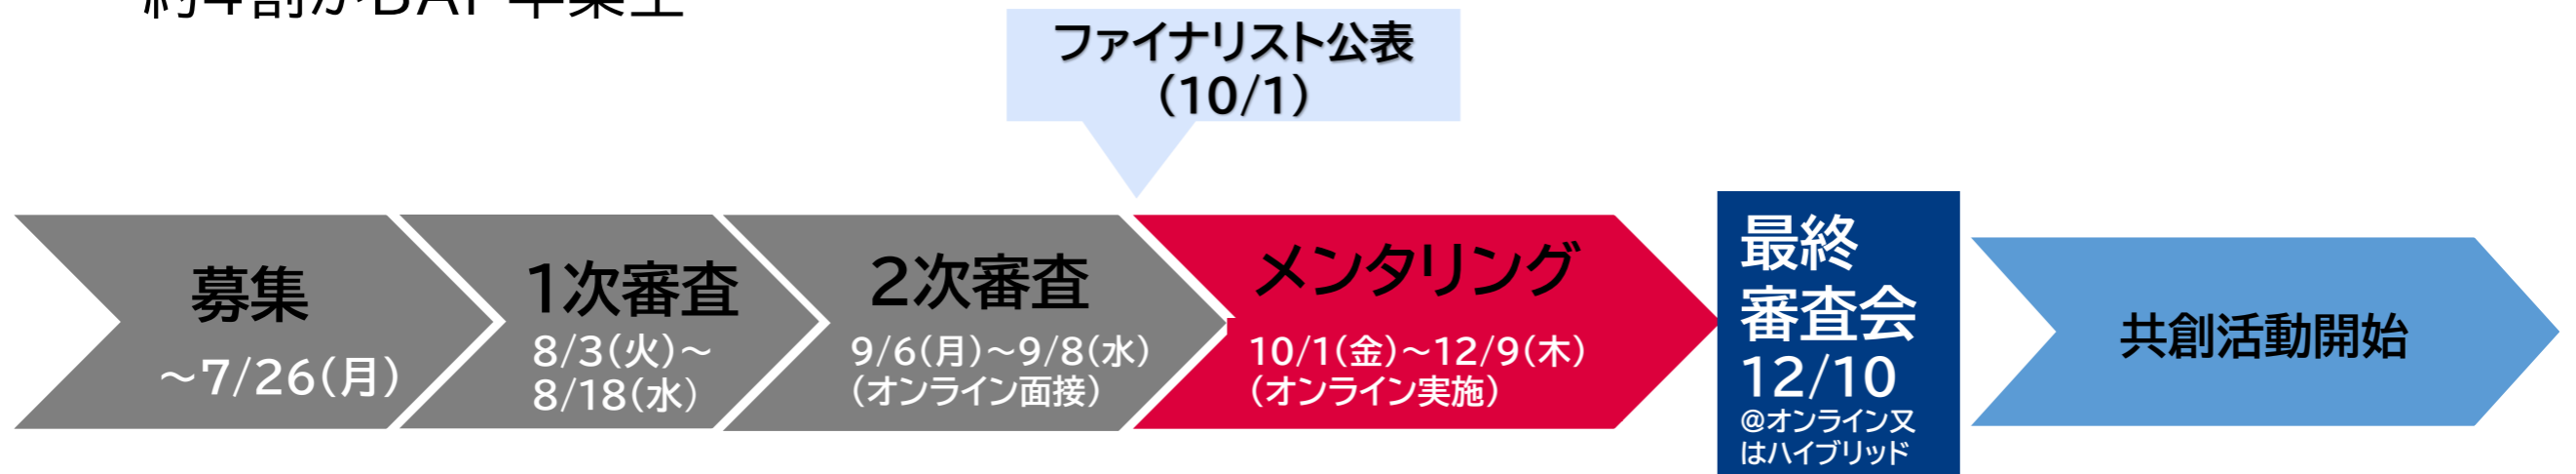 ファイナリスト公表
(10/1)
募集
~7/26(月)
1次審査
8/3(火)~
8/18(水)
2次審査
9/6(月)~9/8(水)
(オンライン面接)
メンタリング
10/1(金)~12/9(木)
(オンライン実施)
最終
審査会
12/10
@オンライン又
はハイブリッド
共創活動開始